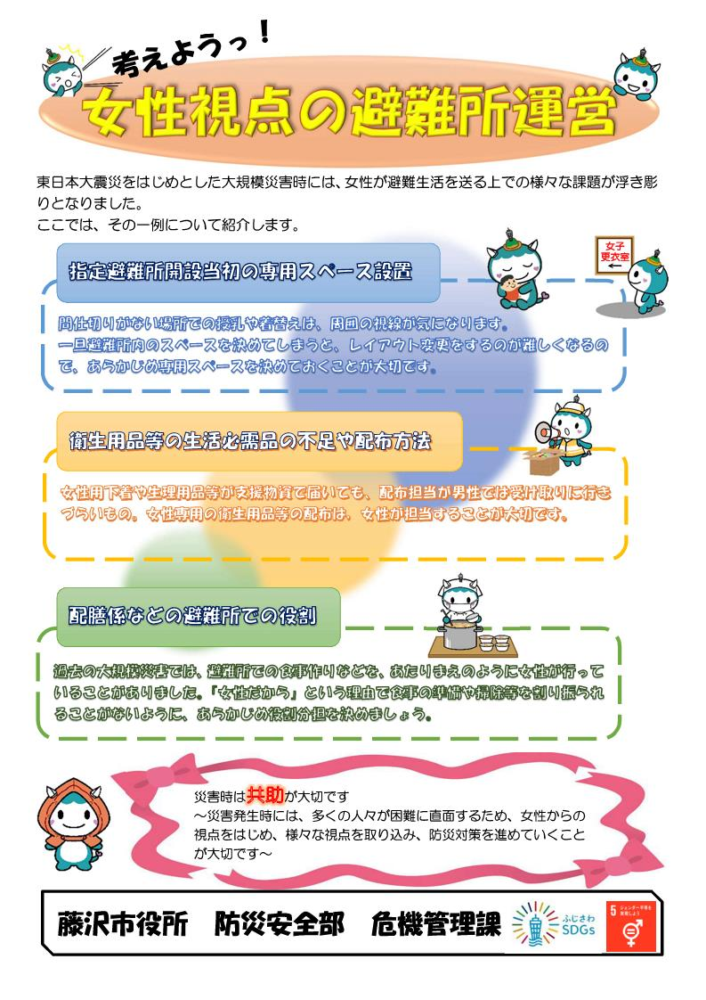 考えようっ！
女性視点の避難所運営
東日本大震災をはじめとした大規模災害時には、女性が避難生活を送る上での様々な課題が浮き彫
りとなりました。
ここでは、その一例について紹介します。
指定避難所開設当初の専用スペース設置
女子
更衣室
←
間仕切りがない場所での授乳や着替えは、周囲の視線が気になります。
一旦避難所内のスペースを決めてしまうと、レイアウト変更をするのが難しくなるの
で、あらかじめ専用スペースを決めておくことが大切です。
衛生用品等の生活必需品の不足や配布方法
女性用下着や生理用品等が支援物資で届いても、配布担当が男性では受け取りに行き
づらいもの。女性専用の衛生用品等の配布は、女性が担当することが大切です。
配膳係などの避難所での役割
過去の大規模災害では、避難所での食事作りなどを、あたりまえのように女性が行って
いることがありました。「女性だから」という理由で食事の準備や掃除等を割り振られ
ることがないように、あらかじめ役割分担を決めましょう。
災害時は共助が大切です
～災害発生時には、多くの人々が困難に直面するため、女性からの
視点をはじめ、様々な視点を取り込み、防災対策を進めていくこと
が大切です～
藤沢市役所　防災安全部　危機管理課
ふじさわ
SDGs
5 ジェンダー平等を
実現しよう